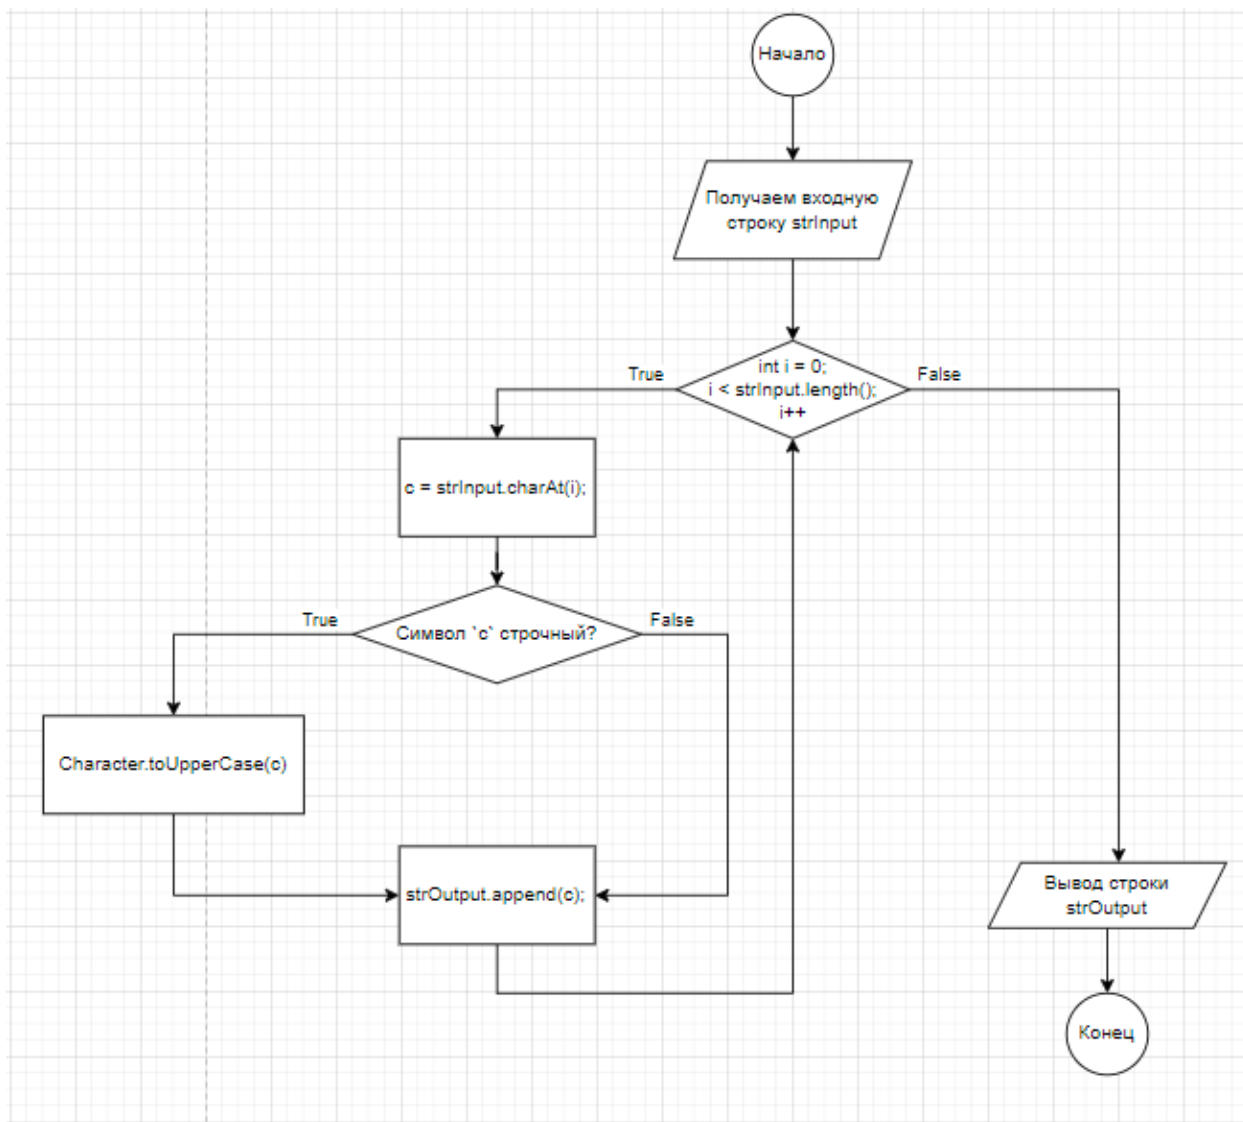 Начало
Получаем входную
строку strInput
int i = 0;
i < strInput.length();
i++
True
False
c = strInput.charAt(i);
Символ `c` строчный?
True
False
Character.toUpperCase(c)
strOutput.append(c);
Вывод строки
strOutput
Конец